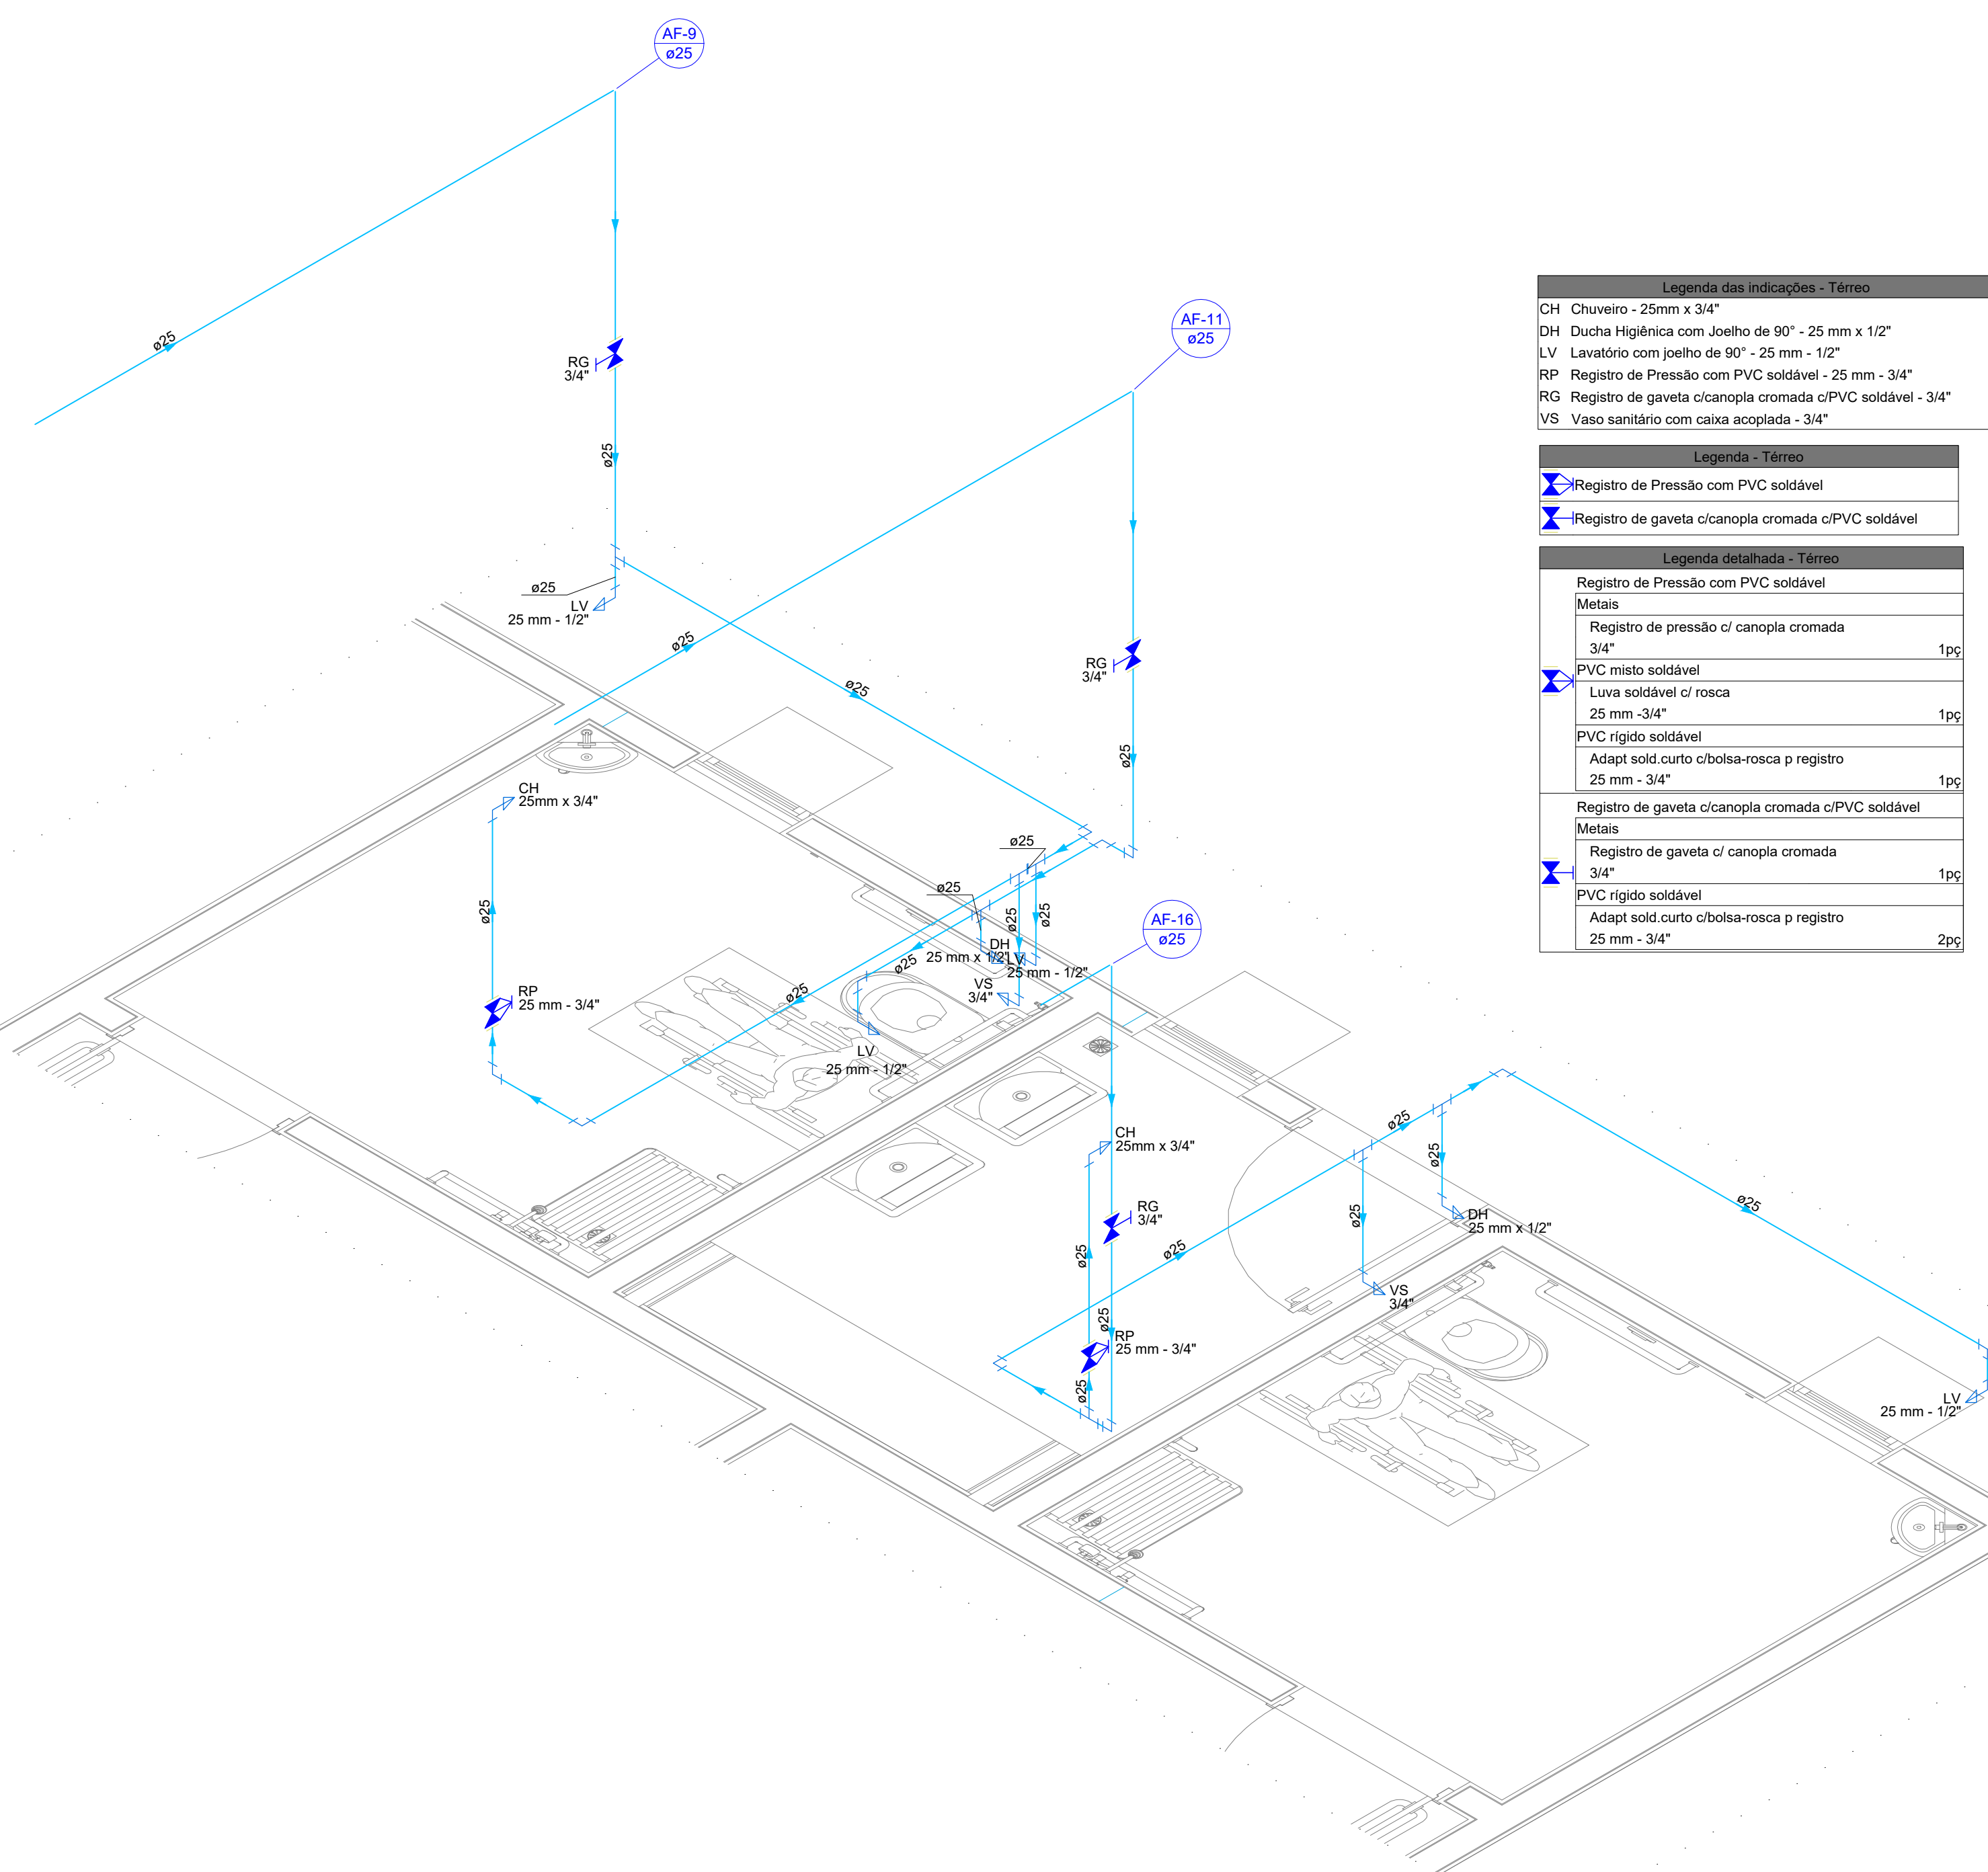 AF-9
ø25
ø25
RG
3/4"
ø25
ø25
LV
25 mm - 1/2"
AF-11
ø25
ø25
ø25
RG
3/4"
ø25
CH
25mm x 3/4"
ø25
RP
25 mm - 3/4"
ø25
ø25
ø25
ø25
DH
25 mm x 1/2"
LV
25 mm - 1/2"
VS
3/4"
ø25
ø25
LV
25 mm - 1/2"
AF-16
ø25
CH
25mm x 3/4"
RG
3/4"
ø25
ø25
ø25
RP
25 mm - 3/4"
ø25
ø25
ø25
ø25
DH
25 mm x 1/2"
ø25
VS
3/4"
ø25
LV
25 mm - 1/2"
Legenda das indicações - Térreo
CH Chuveiro - 25mm x 3/4"
DH Ducha Higiênica com Joelho de 90° - 25 mm x 1/2"
LV Lavatório com joelho de 90° - 25 mm - 1/2"
RP Registro de Pressão com PVC soldável - 25 mm - 3/4"
RG Registro de gaveta c/canopla cromada c/PVC soldável - 3/4"
VS Vaso sanitário com caixa acoplada - 3/4"
Legenda - Térreo
Registro de Pressão com PVC soldável
Registro de gaveta c/canopla cromada c/PVC soldável
Legenda detalhada - Térreo
Registro de Pressão com PVC soldável
Metais
Registro de pressão c/ canopla cromada
3/4" 1pç
PVC misto soldável
Luva soldável c/ rosca
25 mm -3/4" 1pç
PVC rígido soldável
Adapt sold.curto c/bolsa-rosca p registro
25 mm - 3/4" 1pç
Registro de gaveta c/canopla cromada c/PVC soldável
Metais
Registro de gaveta c/ canopla cromada
3/4" 1pç
PVC rígido soldável
Adapt sold.curto c/bolsa-rosca p registro
25 mm - 3/4" 2pç